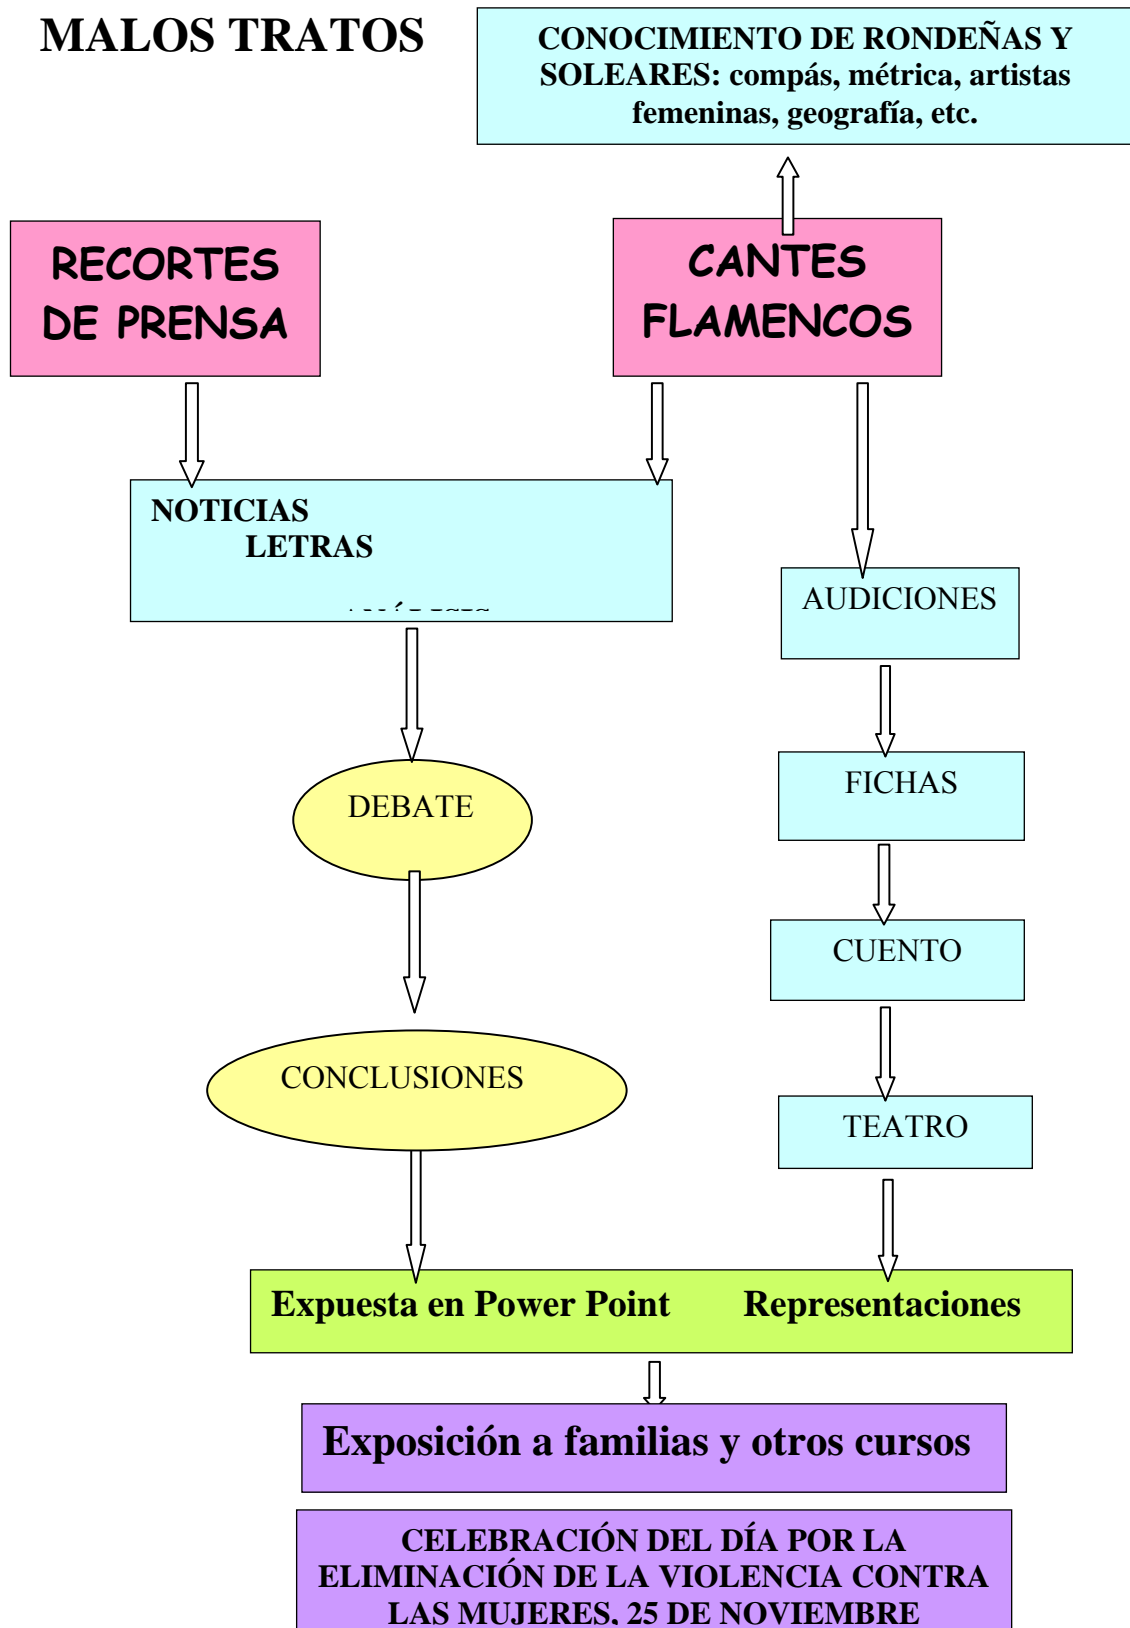 MALOS TRATOS
CONOCIMIENTO DE RONDEÑAS Y
SOLEARES: compás, métrica, artistas
femeninas, geografía, etc.
RECORTES
DE PRENSA
CANTES
FLAMENCOS
NOTICIAS
LETRAS
AUDICIONES
DEBATE
FICHAS
CUENTO
CONCLUSIONES
TEATRO
Expuesta en Power Point Representaciones
Exposición a familias y otros cursos
CELEBRACIÓN DEL DÍA POR LA
ELIMINACIÓN DE LA VIOLENCIA CONTRA
LAS MUJERES, 25 DE NOVIEMBRE